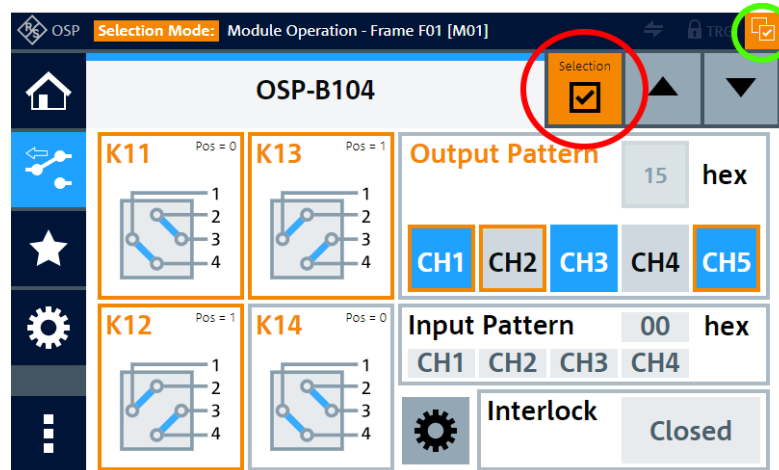 R&S OSP Selection Mode: Module Operation - Frame F01 [M01] TRG
OSP-B104 Selection
K11 Pos = 0 K13 Pos = 1 Output Pattern 15 hex
1 1
2 2
3 3
4 4
CH1 CH2 CH3 CH4 CH5
K12 Pos = 1 K14 Pos = 0 Input Pattern 00 hex
1 1
CH1 CH2 CH3 CH4
2 2
3 3
4 4
Interlock Closed